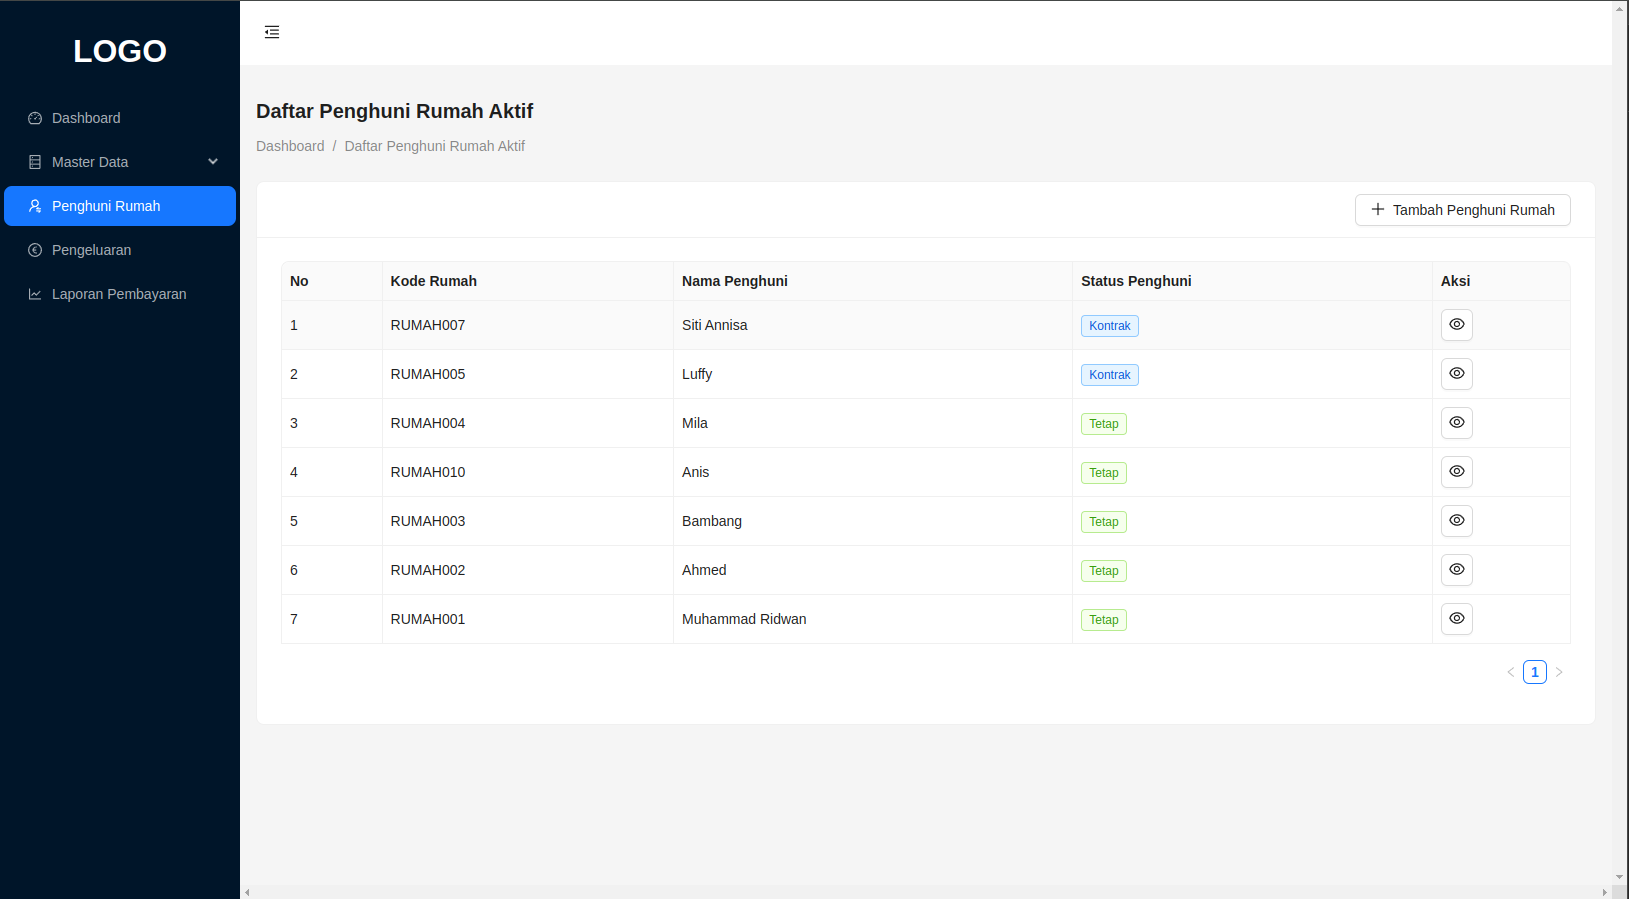 LOGO
Dashboard
Master Data
Penghuni Rumah
Pengeluaran
Laporan Pembayaran
Daftar Penghuni Rumah Aktif
Dashboard / Daftar Penghuni Rumah Aktif
Tambah Penghuni Rumah
No Kode Rumah Nama Penghuni Status Penghuni Aksi
1 RUMAH007 Siti Annisa Kontrak
2 RUMAH005 Luffy Kontrak
3 RUMAH004 Mila Tetap
4 RUMAH010 Anis Tetap
5 RUMAH003 Bambang Tetap
6 RUMAH002 Ahmed Tetap
7 RUMAH001 Muhammad Ridwan Tetap
1